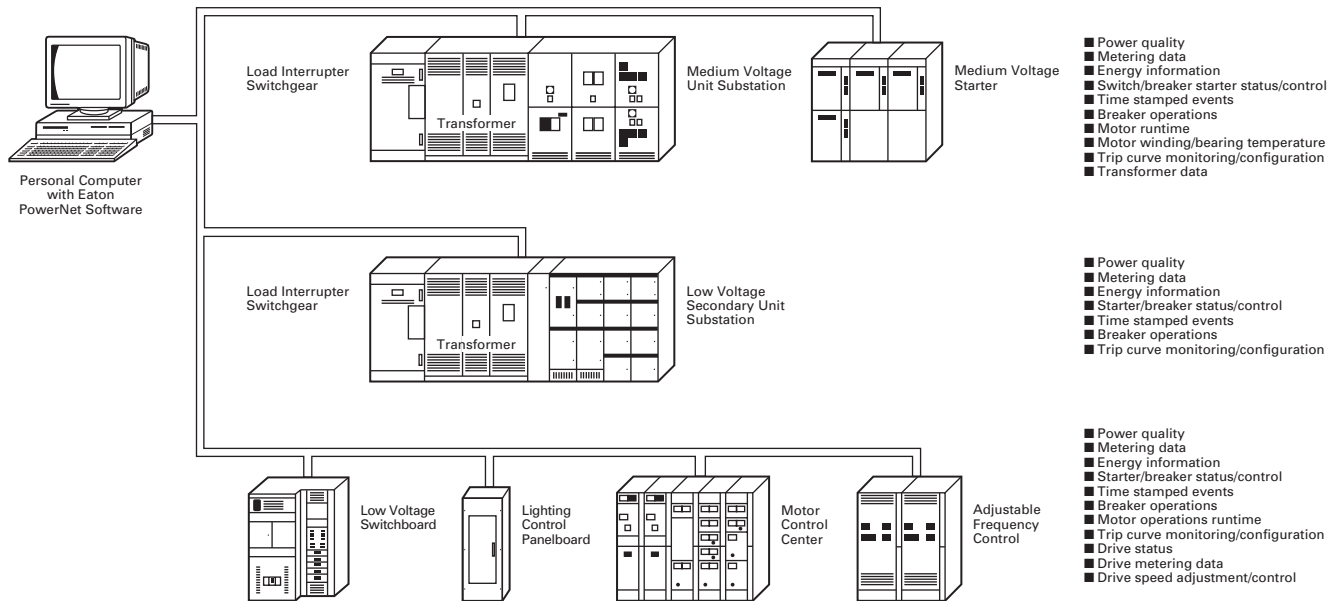 Load Interrupter
Switchgear
Transformer
Medium Voltage
Unit Substation
Medium Voltage
Starter
■ Power quality
■ Metering data
■ Energy information
■ Switch/breaker starter status/control
■ Time stamped events
■ Breaker operations
■ Motor runtime
■ Motor winding/bearing temperature
■ Trip curve monitoring/configuration
■ Transformer data
Personal Computer
with Eaton
PowerNet Software
Load Interrupter
Switchgear
Transformer
Low Voltage
Secondary Unit
Substation
■ Power quality
■ Metering data
■ Energy information
■ Starter/breaker status/control
■ Time stamped events
■ Breaker operations
■ Trip curve monitoring/configuration
Low Voltage
Switchboard
Lighting
Control
Panelboard
Motor
Control
Center
Adjustable
Frequency
Control
■ Power quality
■ Metering data
■ Energy information
■ Starter/breaker status/control
■ Time stamped events
■ Breaker operations
■ Motor operations runtime
■ Trip curve monitoring/configuration
■ Drive status
■ Drive metering data
■ Drive speed adjustment/control